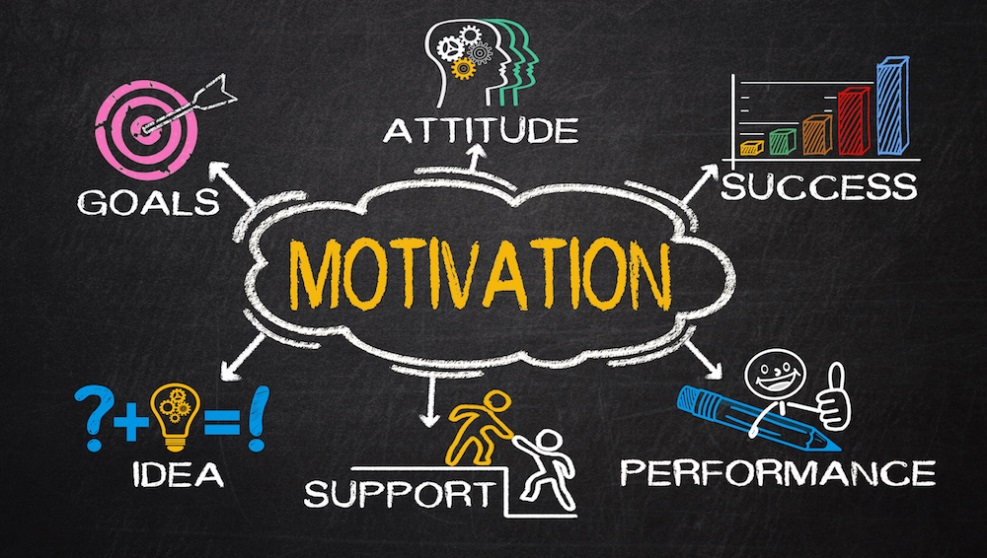 ATTITUDE
GOALS
SUCCESS
MOTIVATION
?+=!
IDEA
SUPPORT
PERFORMANCE